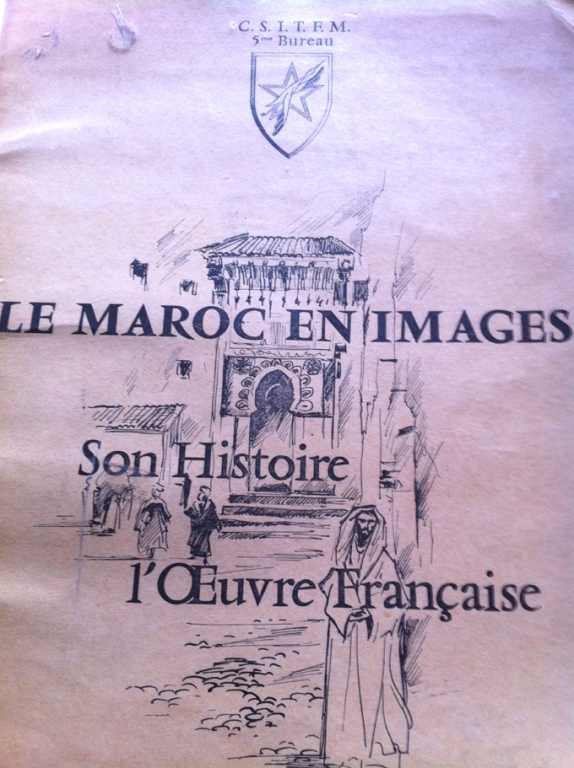 C. S. I. T. F. M.
5me Bureau
LE MAROC EN IMAGES
Son Histoire
l'Œuvre Française